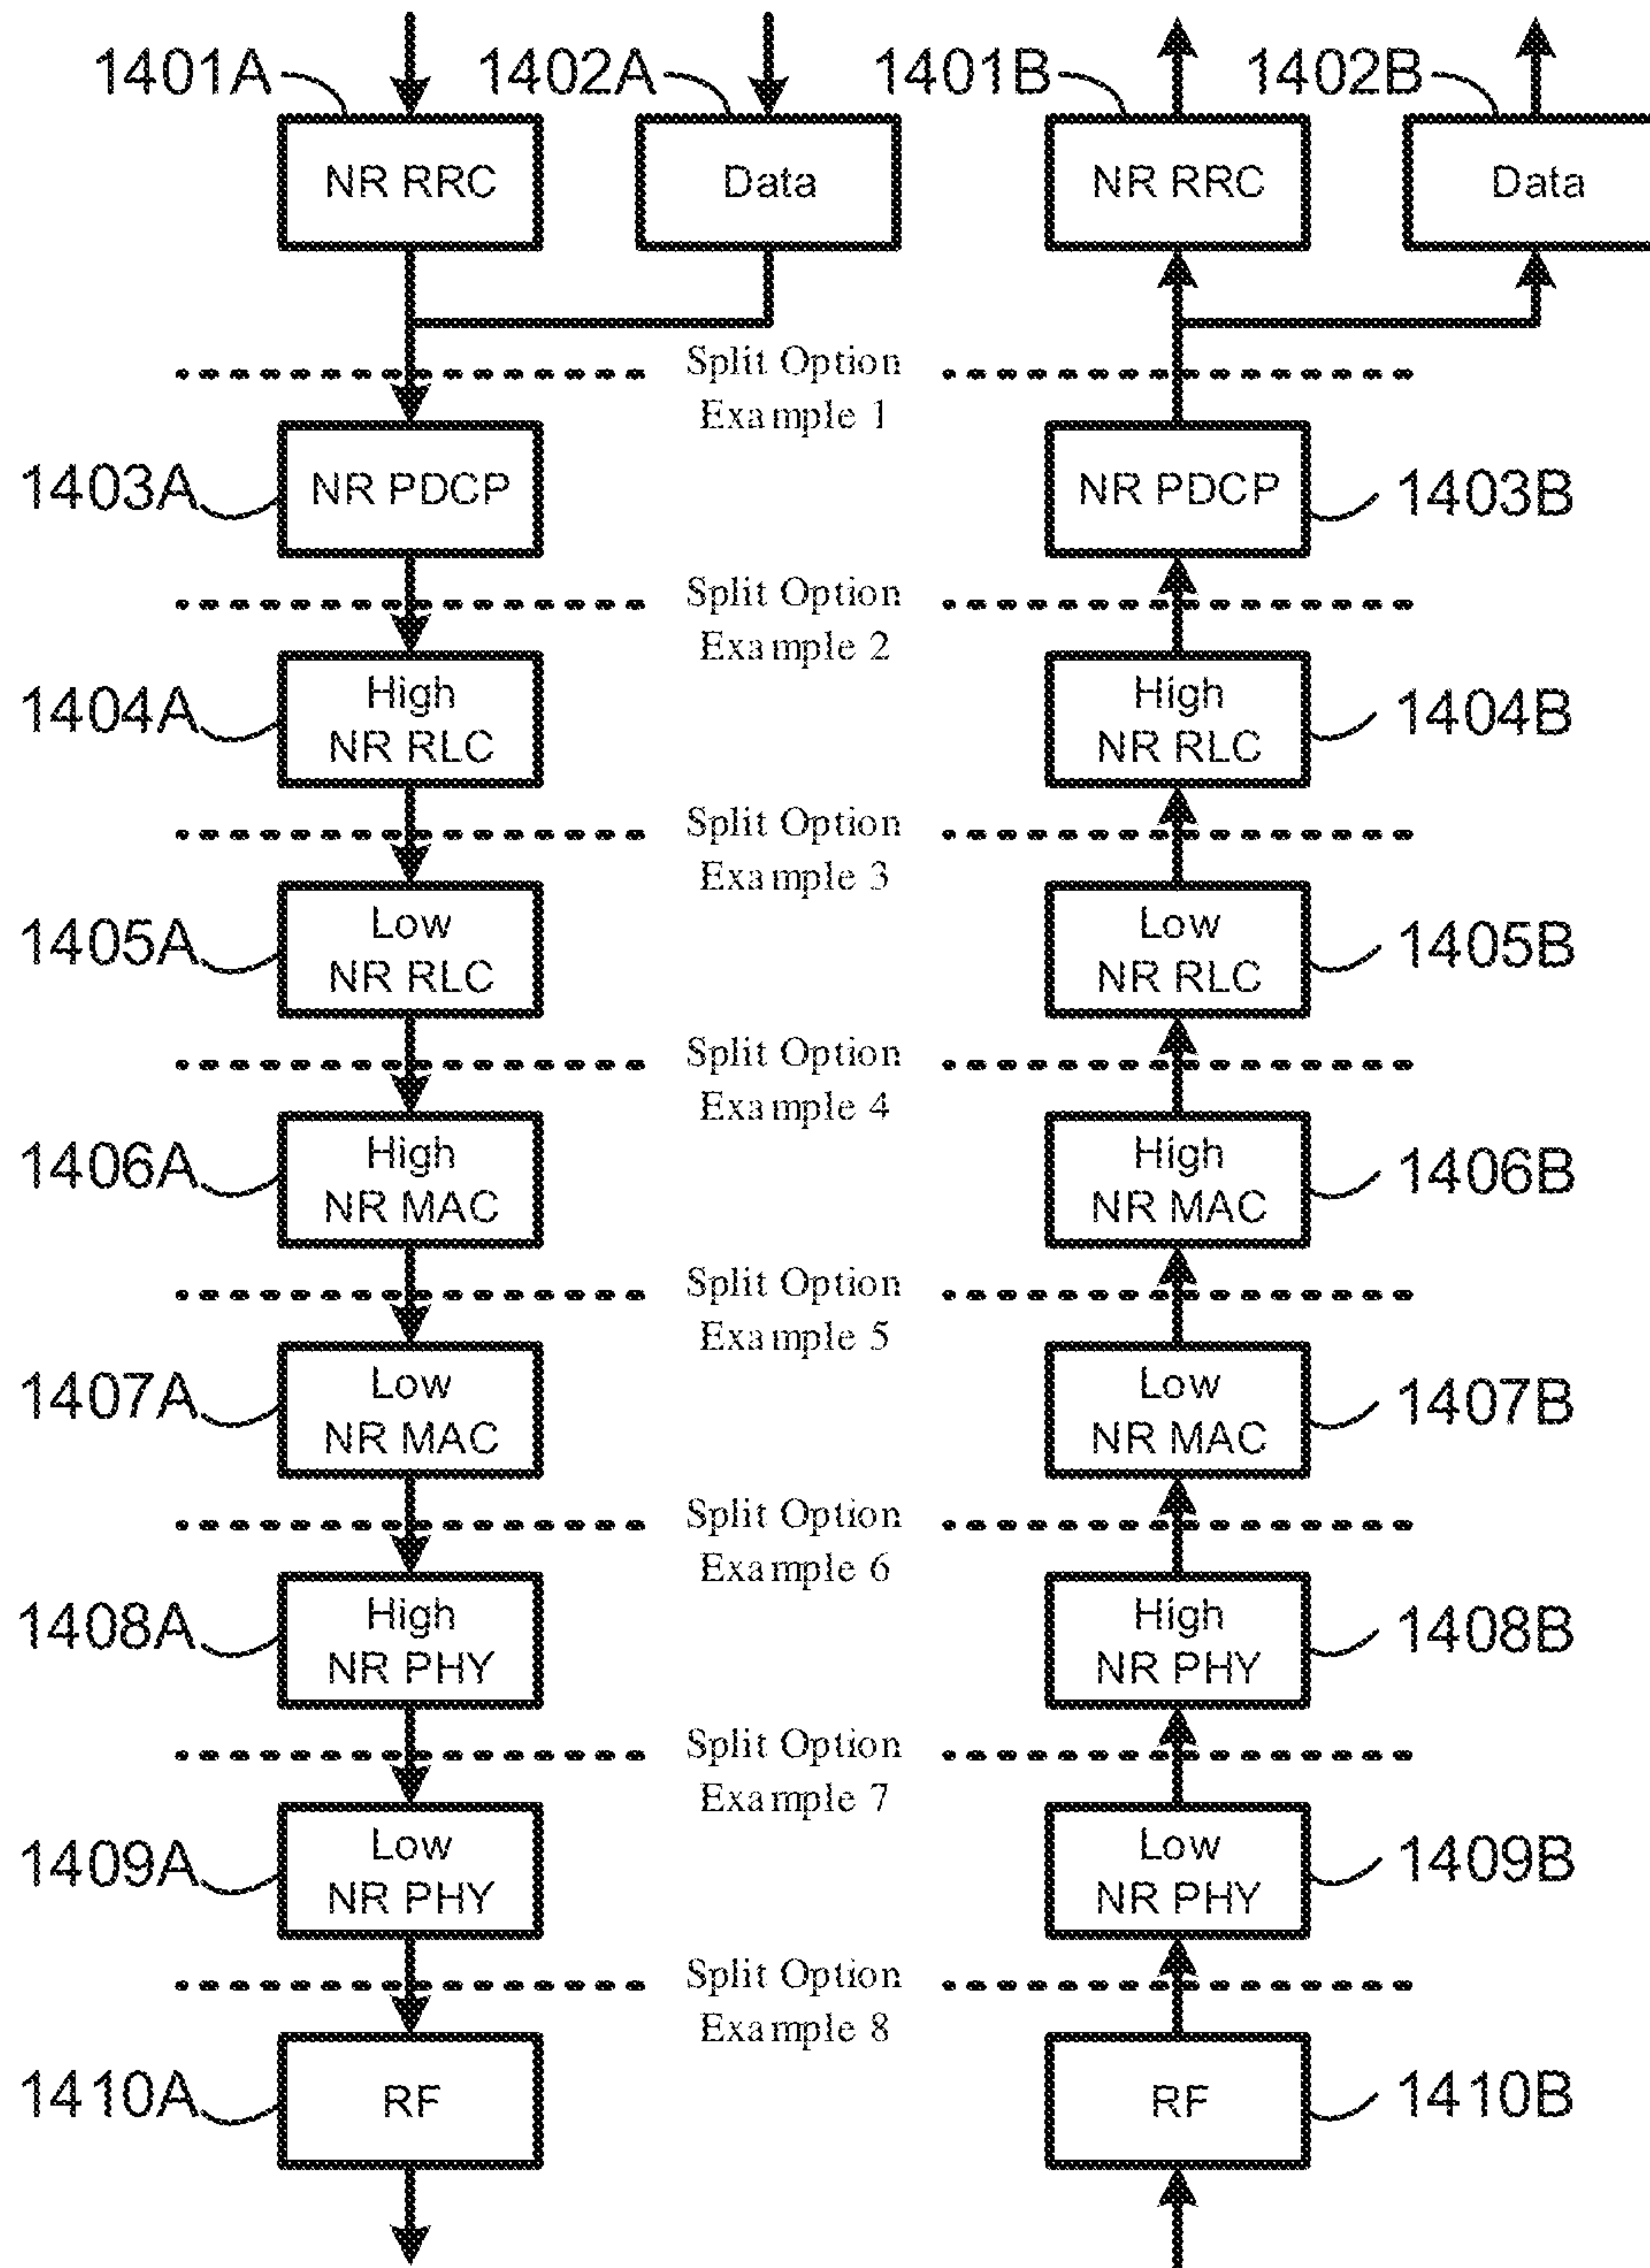 1401A 1402A 1401B 1402B
NR RRC Data NR RRC Data
Split Option
Example 1
1403A NR PDCP NR PDCP 1403B
Split Option
Example 2
1404A High NR RLC High NR RLC 1404B
Split Option
Example 3
1405A Low NR RLC Low NR RLC 1405B
Split Option
Example 4
1406A High NR MAC High NR MAC 1406B
Split Option
Example 5
1407A Low NR MAC Low NR MAC 1407B
Split Option
Example 6
1408A High NR PHY High NR PHY 1408B
Split Option
Example 7
1409A Low NR PHY Low NR PHY 1409B
Split Option
Example 8
1410A RF RF 1410B